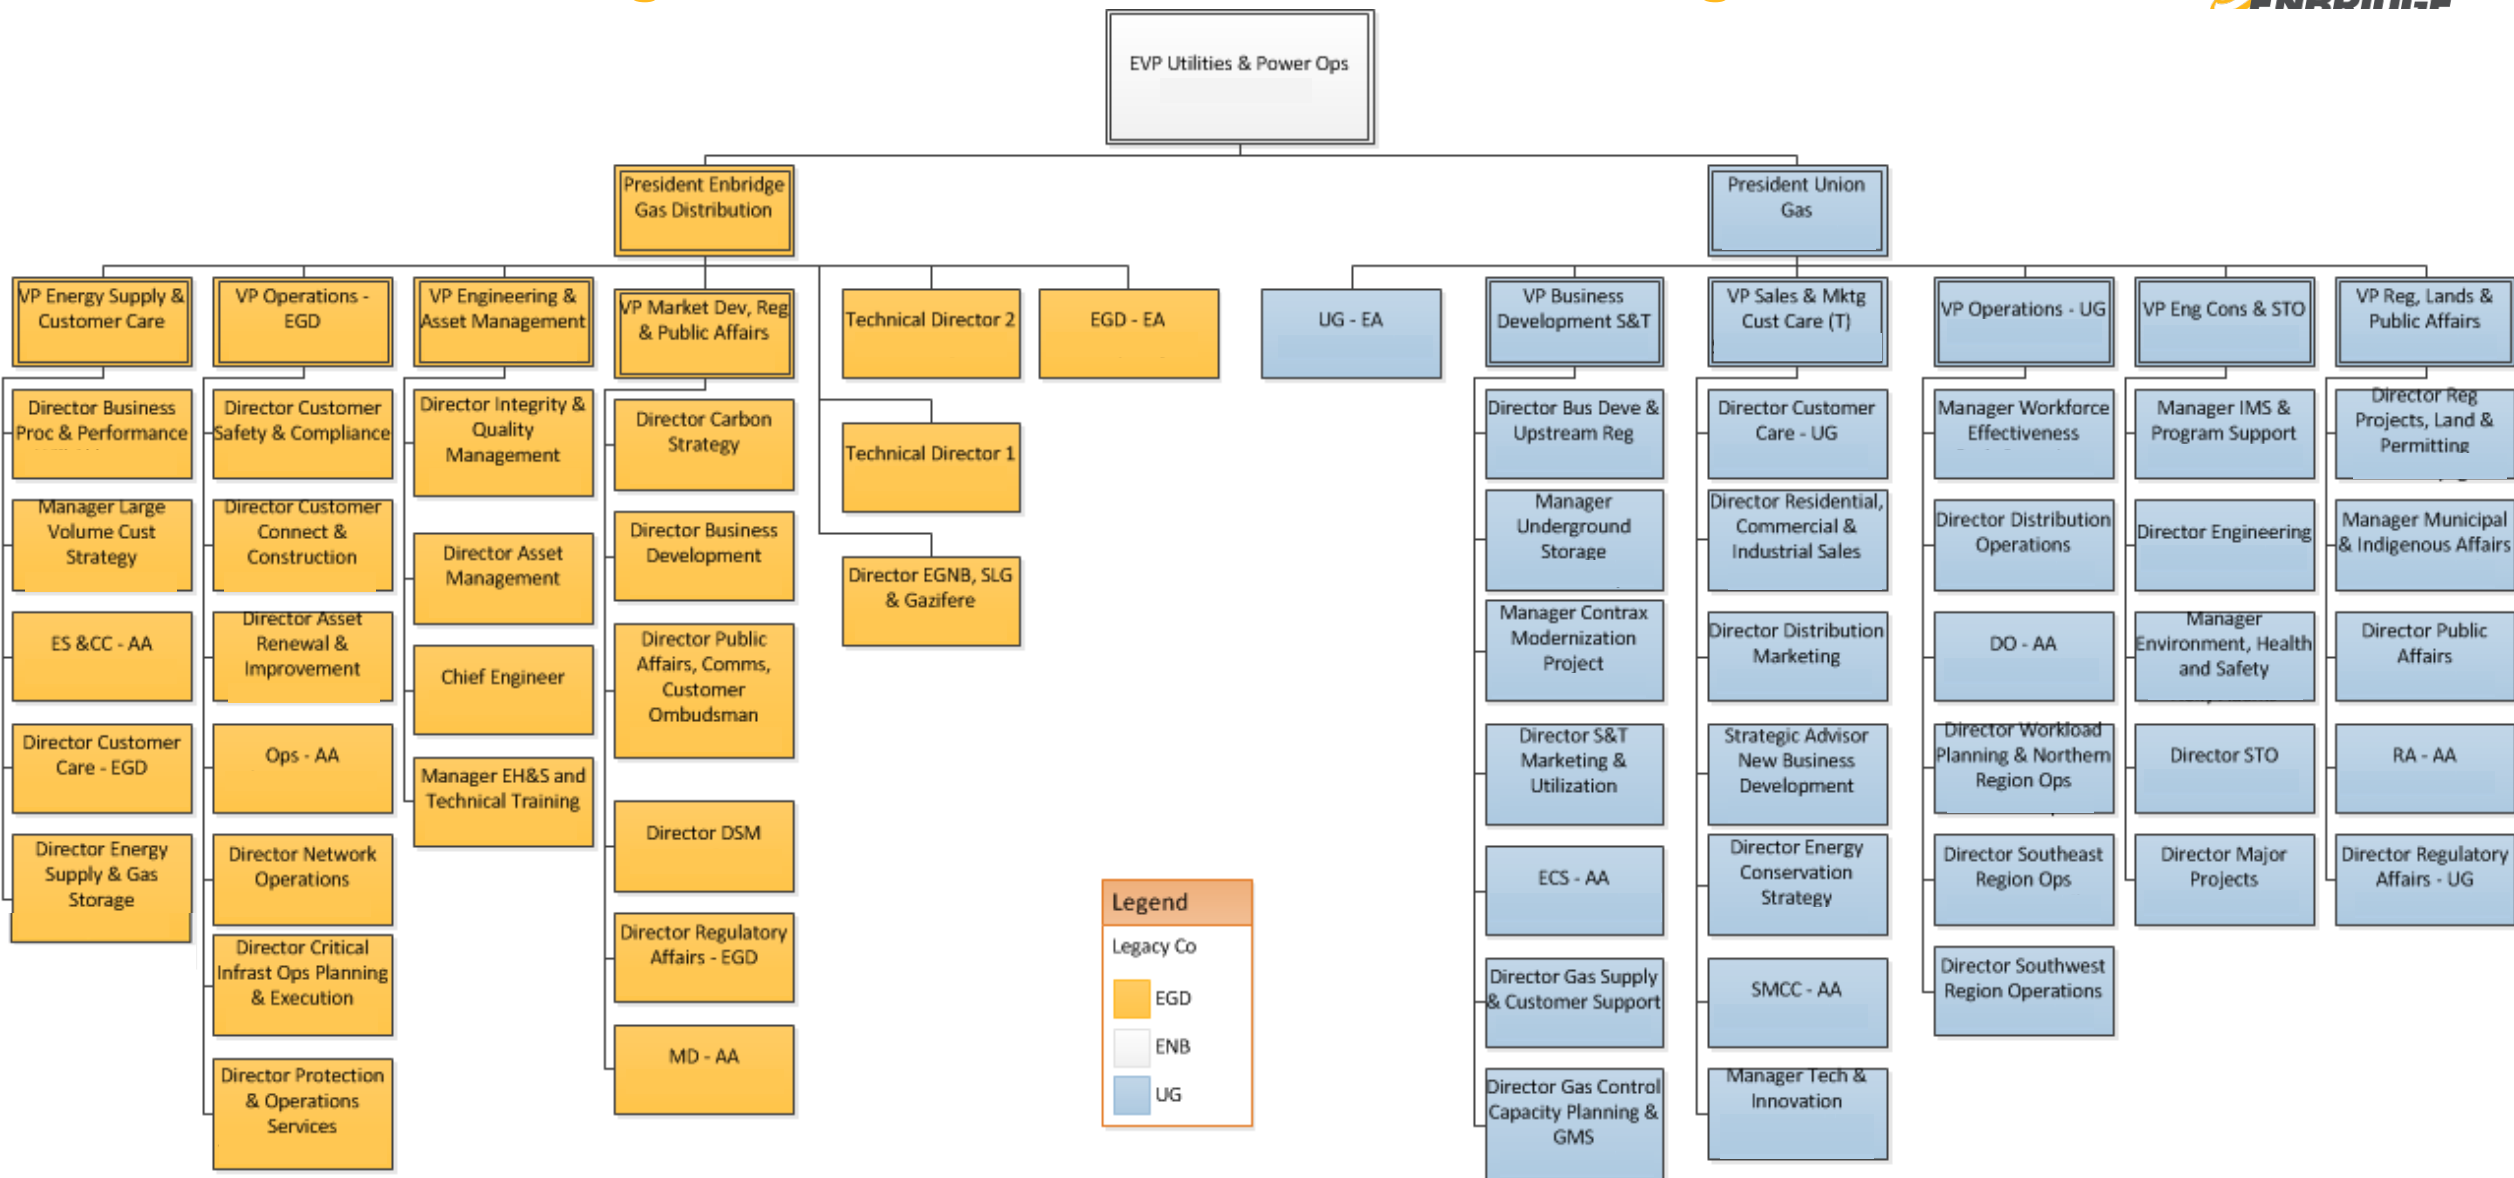 EVP Utilities & Power Ops
President Enbridge
Gas Distribution
President Union
Gas
VP Energy Supply &
Customer Care
VP Operations -
EGD
VP Engineering &
Asset Management
VP Market Dev, Reg
& Public Affairs
Technical Director 2
EGD - EA
UG - EA
VP Business
Development S&T
VP Sales & Mktg
Cust Care (T)
VP Operations - UG
VP Eng Cons & STO
VP Reg, Lands &
Public Affairs
Director Business
Proc & Performance
Manager Large
Volume Cust
Strategy
ES &CC - AA
Director Customer
Care - EGD
Director Energy
Supply & Gas
Storage
Director Customer
Safety & Compliance
Director Customer
Connect &
Construction
Director Asset
Renewal &
Improvement
Ops - AA
Director Network
Operations
Director Critical
Infrast Ops Planning
& Execution
Director Protection
& Operations
Services
Director Integrity &
Quality
Management
Director Asset
Management
Chief Engineer
Manager EH&S and
Technical Training
Director Carbon
Strategy
Director Business
Development
Director Public
Affairs, Comms,
Customer
Ombudsman
Director DSM
Director Regulatory
Affairs - EGD
MD - AA
Technical Director 1
Director EGNB, SLG
& Gazifere
Legend
Legacy Co
EGD
ENB
UG
Director Bus Deve &
Upstream Reg
Manager
Underground
Storage
Manager Contrax
Modernization
Project
Director S&T
Marketing &
Utilization
ECS - AA
Director Gas Supply
& Customer Support
Director Gas Control
Capacity Planning &
GMS
Director Customer
Care - UG
Director Residential,
Commercial &
Industrial Sales
Director Distribution
Marketing
Strategic Advisor
New Business
Development
Director Energy
Conservation
Strategy
SMCC - AA
Manager Tech &
Innovation
Manager Workforce
Effectiveness
Director Distribution
Operations
DO - AA
Director Workload
Planning & Northern
Region Ops
Director Southeast
Region Ops
Director Southwest
Region Operations
Manager IMS &
Program Support
Director Engineering
Manager
Environment, Health
and Safety
Director STO
Director Major
Projects
Director Reg
Projects, Land &
Permitting
Manager Municipal
& Indigenous Affairs
Director Public
Affairs
RA - AA
Director Regulatory
Affairs - UG